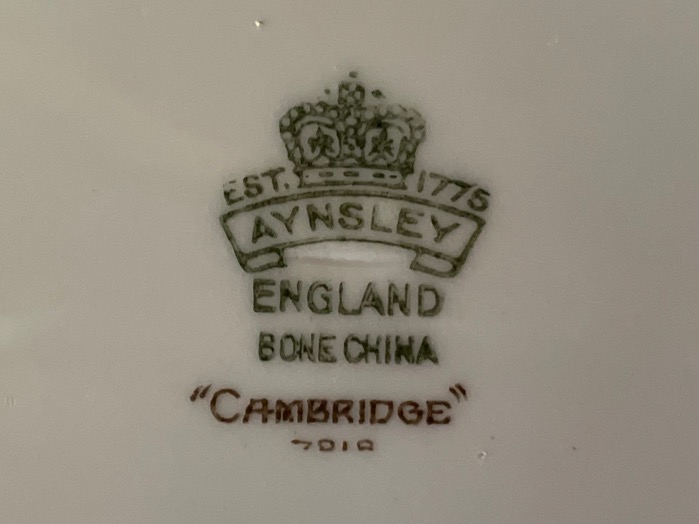 EST. 1775
AYNSLEY
ENGLAND
BONE CHINA
"CAMBRIDGE"